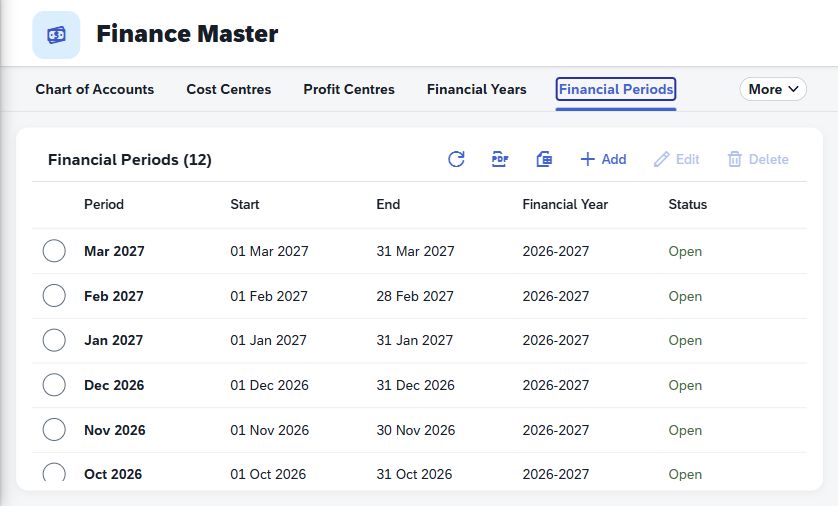 Finance Master
Chart of Accounts Cost Centres Profit Centres Financial Years Financial Periods More
Financial Periods (12) PDF Add Edit Delete
Period Start End Financial Year Status
Mar 2027 01 Mar 2027 31 Mar 2027 2026-2027 Open
Feb 2027 01 Feb 2027 28 Feb 2027 2026-2027 Open
Jan 2027 01 Jan 2027 31 Jan 2027 2026-2027 Open
Dec 2026 01 Dec 2026 31 Dec 2026 2026-2027 Open
Nov 2026 01 Nov 2026 30 Nov 2026 2026-2027 Open
Oct 2026 01 Oct 2026 31 Oct 2026 2026-2027 Open